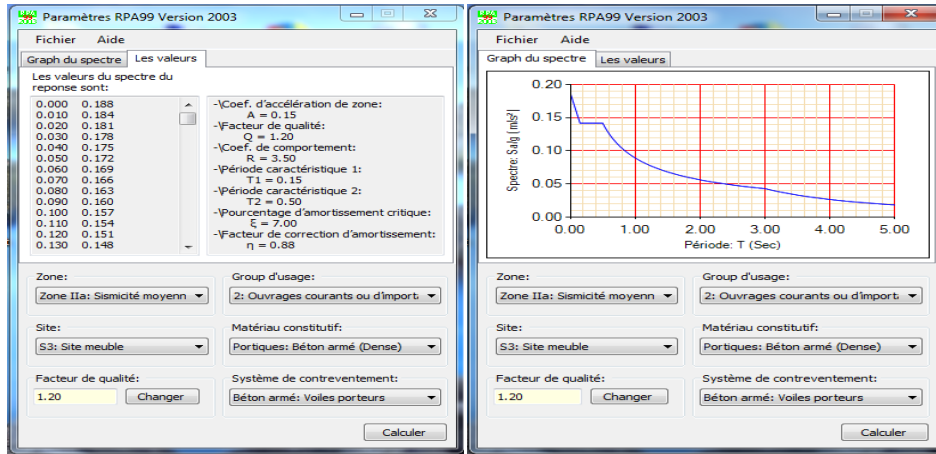 Paramètres RPA99 Version 2003
Fichier Aide
Graph du spectre Les valeurs
Les valeurs du spectre du
reponse sont:
0.000 0.188
0.010 0.184
0.020 0.181
0.030 0.178
0.040 0.175
0.050 0.172
0.060 0.169
0.070 0.166
0.080 0.163
0.090 0.160
0.100 0.157
0.110 0.154
0.120 0.151
0.130 0.148
-\Coef. d'accélération de zone:
A = 0.15
-\Facteur de qualité:
Q = 1.20
-\Coef. de comportement:
R = 3.50
-\Période caractéristique 1:
T1 = 0.15
-\Période caractéristique 2:
T2 = 0.50
-\Pourcentage d'amortissement critique:
ξ = 7.00
-\Facteur de correction d'amortissement:
η = 0.88
Zone:
Zone IIa: Sismicité moyenn
Group d'usage:
2: Ouvrages courants ou d'import.
Site:
S3: Site meuble
Matériau constitutif:
Portiques: Béton armé (Dense)
Facteur de qualité:
1.20 Changer
Système de contreventement:
Béton armé: Voiles porteurs
Calculer
Paramètres RPA99 Version 2003
Fichier Aide
Graph du spectre Les valeurs
Spectre: Sa/g (m/s²)
0.20
0.15
0.10
0.05
0.00
0.00 1.00 2.00 3.00 4.00 5.00
Période: T (Sec)
Zone:
Zone IIa: Sismicité moyenn
Group d'usage:
2: Ouvrages courants ou d'import.
Site:
S3: Site meuble
Matériau constitutif:
Portiques: Béton armé (Dense)
Facteur de qualité:
1.20 Changer
Système de contreventement:
Béton armé: Voiles porteurs
Calculer